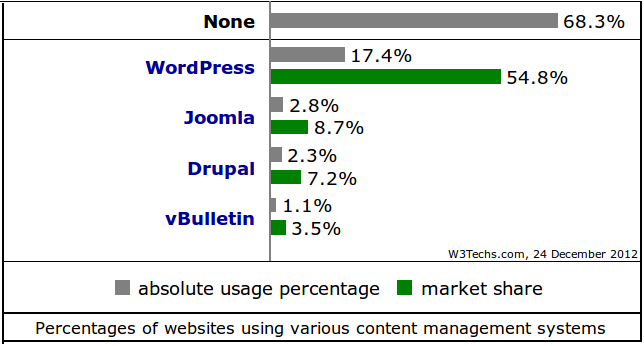 None 68.3%
WordPress 17.4%
54.8%
Joomla 2.8%
8.7%
Drupal 2.3%
7.2%
vBulletin 1.1%
3.5%
W3Techs.com, 24 December 2012
absolute usage percentage market share
Percentages of websites using various content management systems